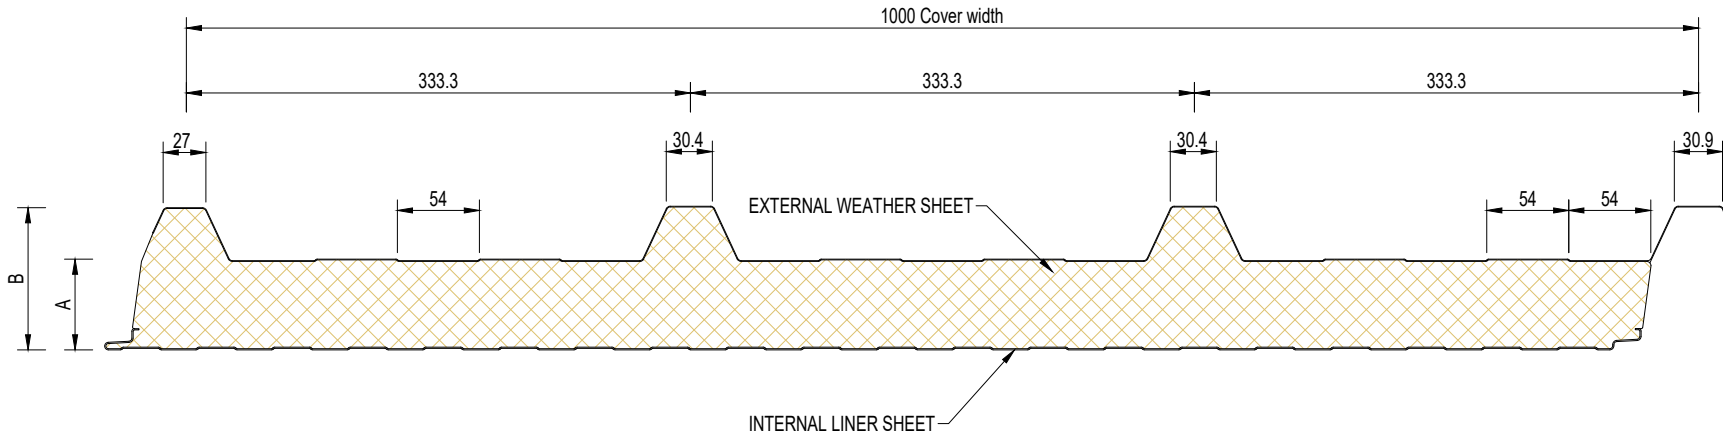 1000 Cover width
333.3 333.3 333.3
27 30.4 30.4 30.9
54 54 54
EXTERNAL WEATHER SHEET
B
A
INTERNAL LINER SHEET